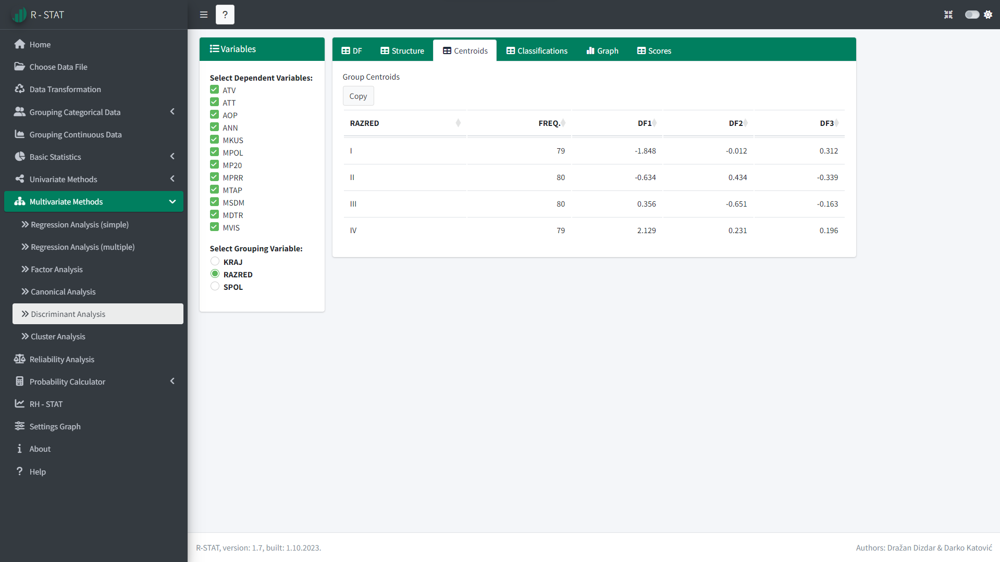 R - STAT
?
Home
Choose Data File
Data Transformation
Grouping Categorical Data
Grouping Continuous Data
Basic Statistics
Univariate Methods
Multivariate Methods
Regression Analysis (simple)
Regression Analysis (multiple)
Factor Analysis
Canonical Analysis
Discriminant Analysis
Cluster Analysis
Reliability Analysis
Probability Calculator
RH - STAT
Settings Graph
About
Help
Variables
Select Dependent Variables:
ATV
ATT
AOP
ANN
MKUS
MPOL
MP20
MPRR
MTAP
MSDM
MDTR
MVIS
Select Grouping Variable:
KRAJ
RAZRED
SPOL
DF Structure Centroids Classifications Graph Scores
Group Centroids
Copy
RAZRED FREQ. DF1 DF2 DF3
I 79 -1.848 -0.012 0.312
II 80 -0.634 0.434 -0.339
III 80 0.356 -0.651 -0.163
IV 79 2.129 0.231 0.196
R-STAT, version: 1.7, built: 1.10.2023.
Authors: Dražan Dizdar & Darko Katović